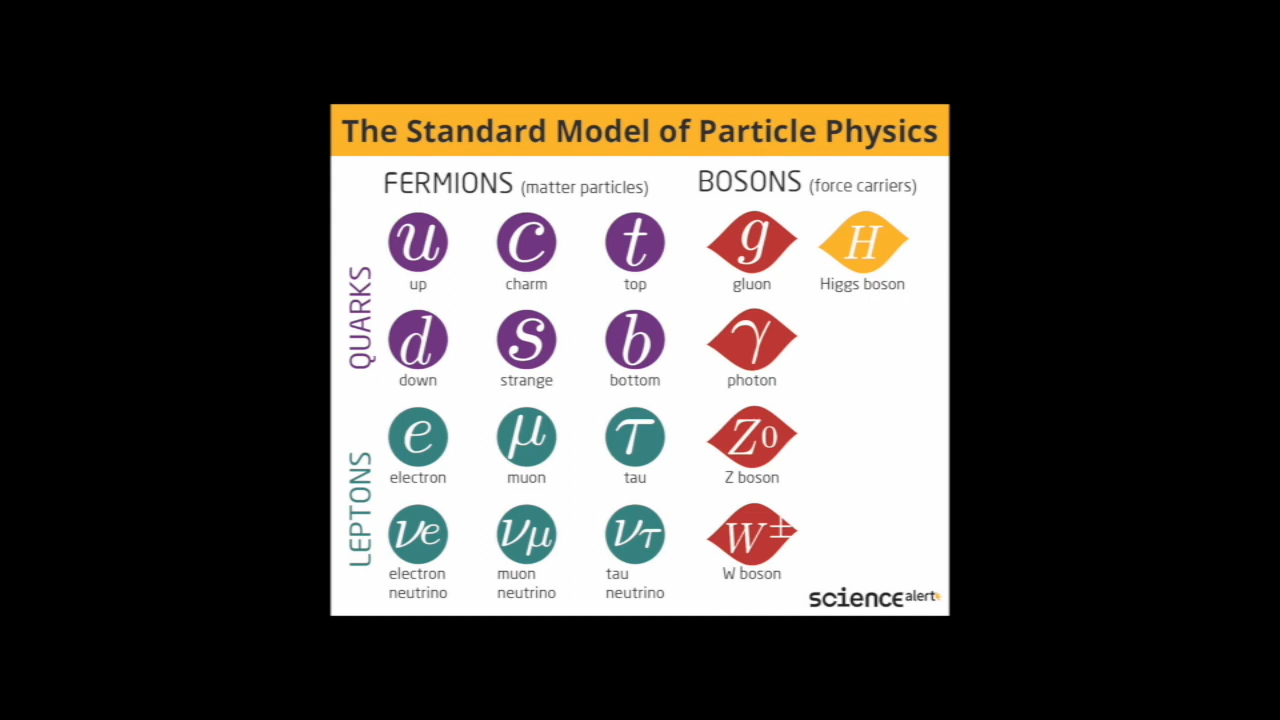 The Standard Model of Particle Physics
FERMIONS (matter particles)
BOSONS (force carriers)
QUARKS
LEPTONS
u c t g H
up charm top gluon Higgs boson
d s b γ
down strange bottom photon
e μ τ Z0
electron muon tau Z boson
νe νμ ντ W±
electron neutrino muon neutrino tau neutrino W boson
sciencealert